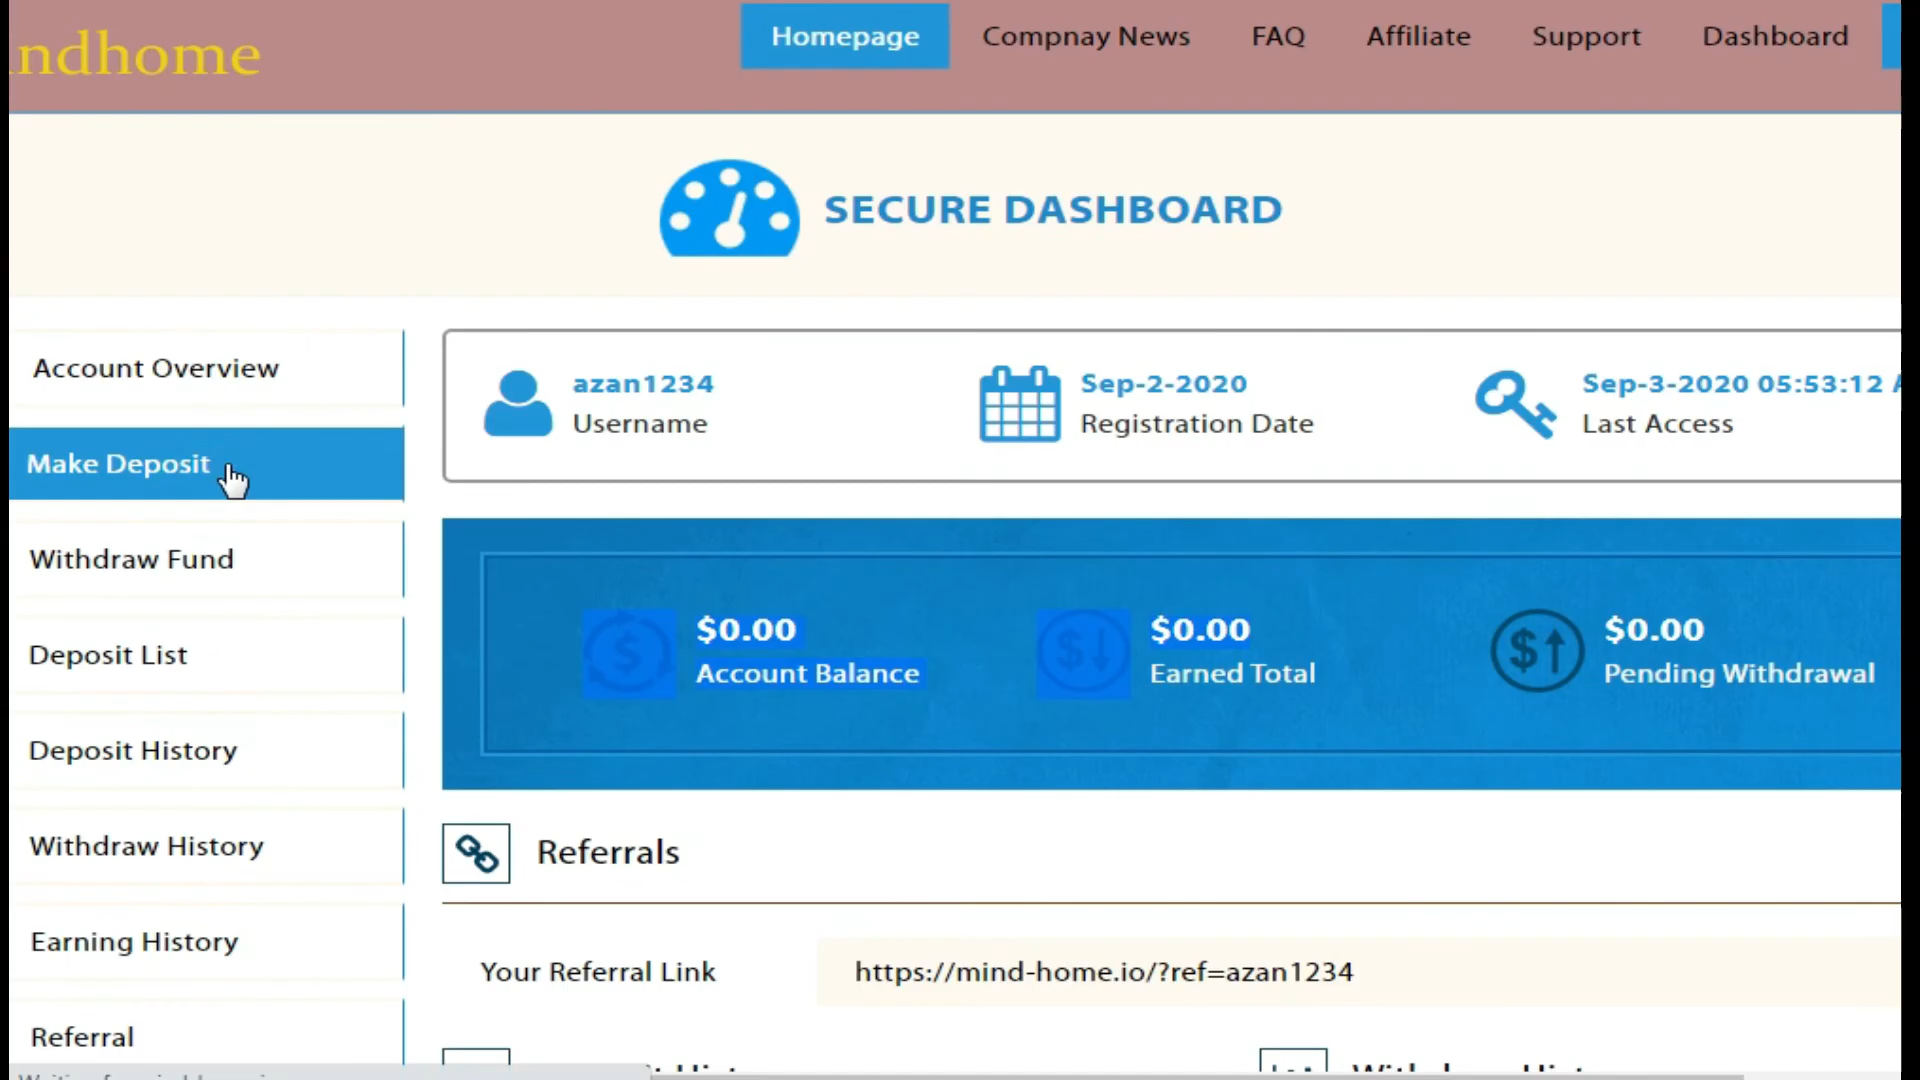 ndhome
Homepage
Compnay News
FAQ
Affiliate
Support
Dashboard
SECURE DASHBOARD
Account Overview
Make Deposit
Withdraw Fund
Deposit List
Deposit History
Withdraw History
Earning History
Referral
azan1234
Username
Sep-2-2020
Registration Date
Sep-3-2020 05:53:12
Last Access
$0.00
Account Balance
$0.00
Earned Total
$0.00
Pending Withdrawal
Referrals
Your Referral Link
https://mind-home.io/?ref=azan1234